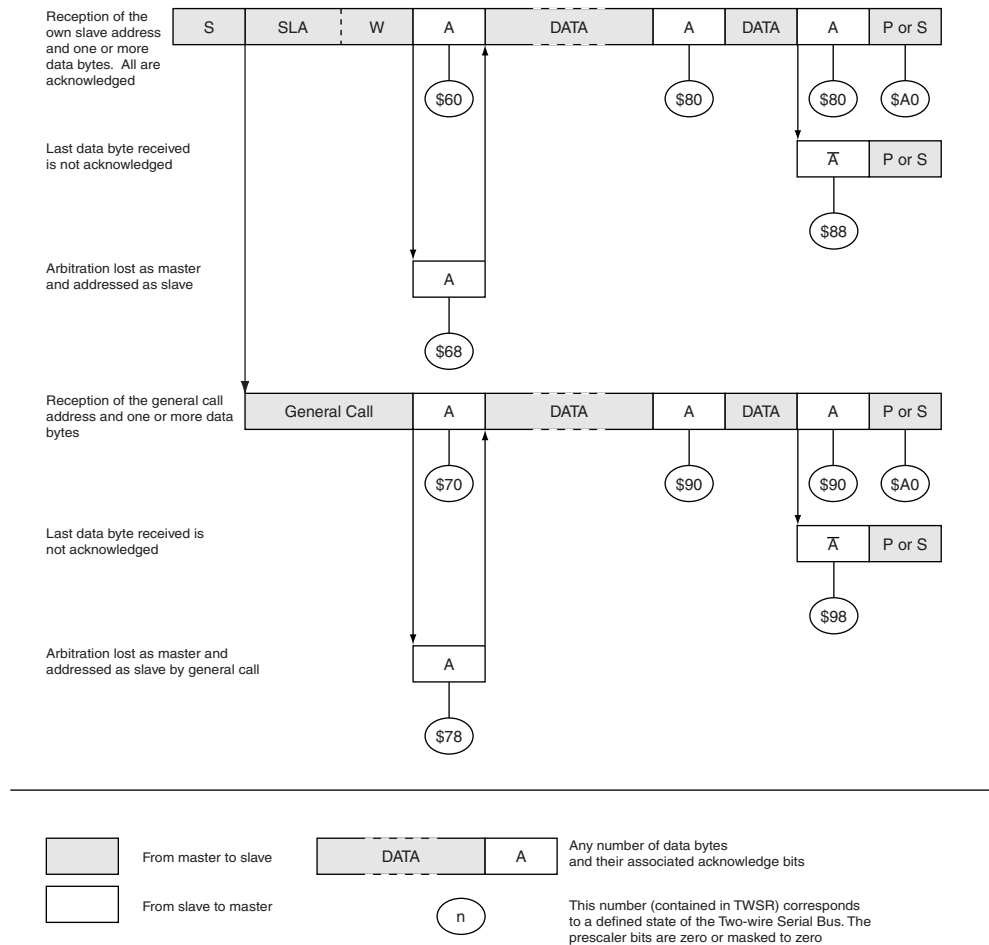 Reception of the
own slave address
and one or more
data bytes. All are
acknowledged
S SLA W A DATA A DATA A P or S
$60 $80 $80 $A0
Last data byte received
is not acknowledged
A̅ P or S
$88
Arbitration lost as master
and addressed as slave
A
$68
Reception of the general call
address and one or more data
bytes
General Call A DATA A DATA A P or S
$70 $90 $90 $A0
Last data byte received is
not acknowledged
A̅ P or S
$98
Arbitration lost as master and
addressed as slave by general call
A
$78
From master to slave
DATA A
Any number of data bytes
and their associated acknowledge bits
From slave to master
n
This number (contained in TWSR) corresponds
to a defined state of the Two-wire Serial Bus. The
prescaler bits are zero or masked to zero